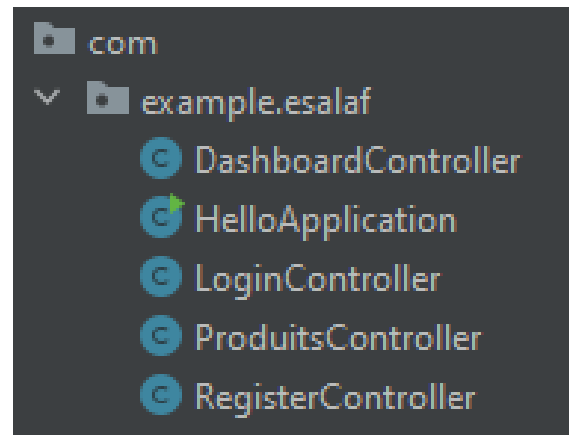 com
example.esalaf
C DashboardController
C HelloApplication
C LoginController
C ProduitsController
C RegisterController